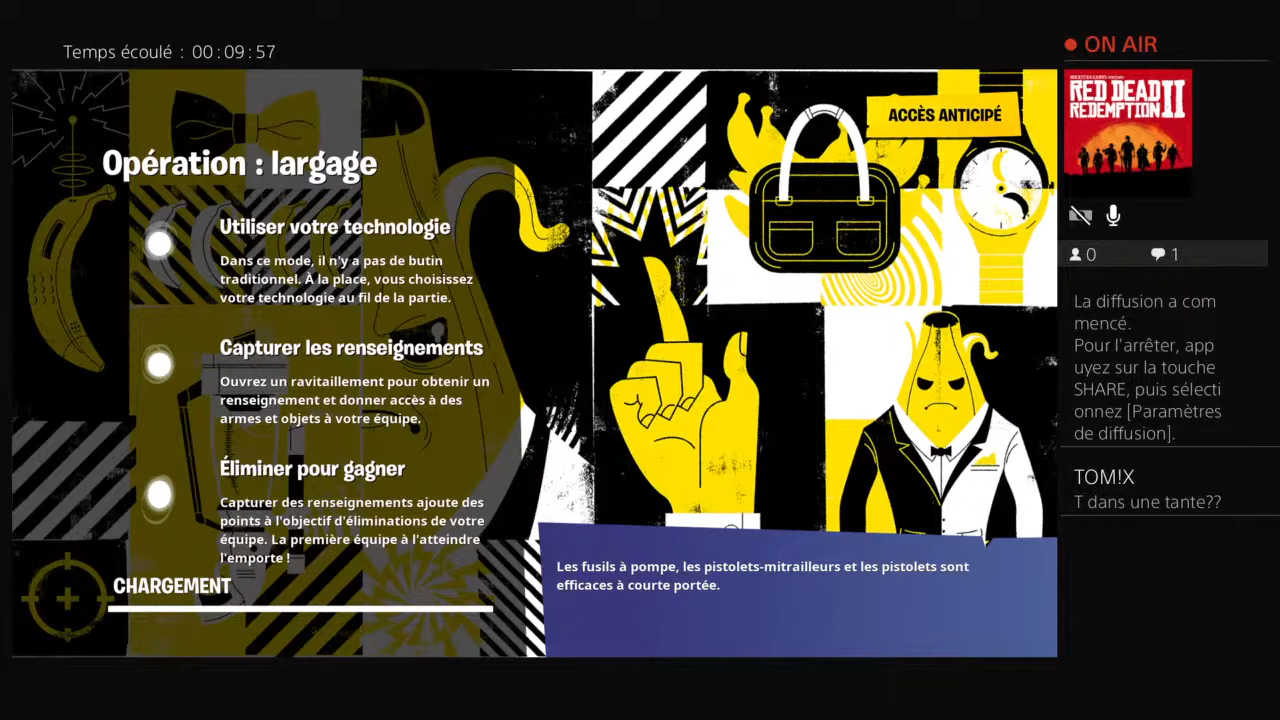 Temps écoulé : 00:09:57
ON AIR
ACCÈS ANTICIPÉ
Opération : largage
Utiliser votre technologie
Dans ce mode, il n'y a pas de butin
traditionnel. À la place, vous choisissez
votre technologie au fil de la partie.
Capturer les renseignements
Ouvrez un ravitaillement pour obtenir un
renseignement et donner accès à des
armes et objets à votre équipe.
Éliminer pour gagner
Capturer des renseignements ajoute des
points à l'objectif d'éliminations de votre
équipe. La première équipe à l'atteindre
l'emporte !
CHARGEMENT
Les fusils à pompe, les pistolets-mitrailleurs et les pistolets sont
efficaces à courte portée.
ROCKSTAR GAMES PRESENTS
RED DEAD
REDEMPTION II
0 1
La diffusion a com
mencé.
Pour l'arrêter, app
uyez sur la touche
SHARE, puis sélecti
onnez [Paramètres
de diffusion].
TOM!X
T dans une tante??